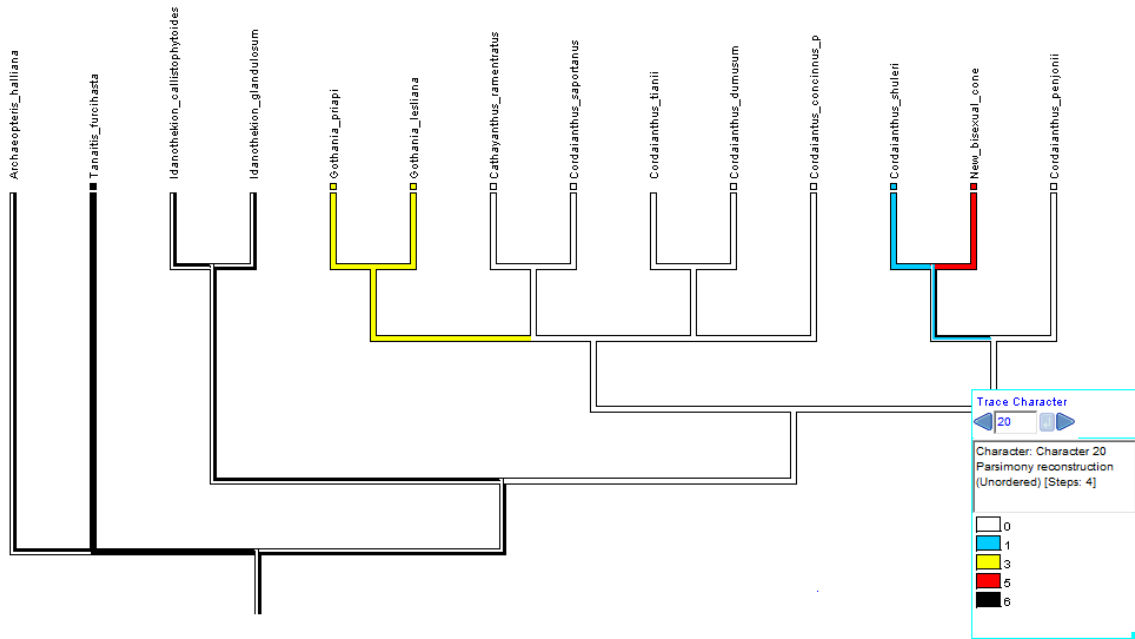 Archaeopteris_halliana
Tanaitis_furcihasta
Idanothekion_callistophytoides
Idanothekion_glandulosum
Gothania_priapi
Gothania_lesliana
Cathayanthus_ramentratus
Cordaianthus_saportanus
Cordaianthus_tianii
Cordaianthus_dumusum
Cordaiantus_concinnus_p
Cordaianthus_shuleri
New_bisexual_cone
Cordaianthus_penjonii
Trace Character
20
Character: Character 20
Parsimony reconstruction
(Unordered) [Steps: 4]
0
1
3
5
6